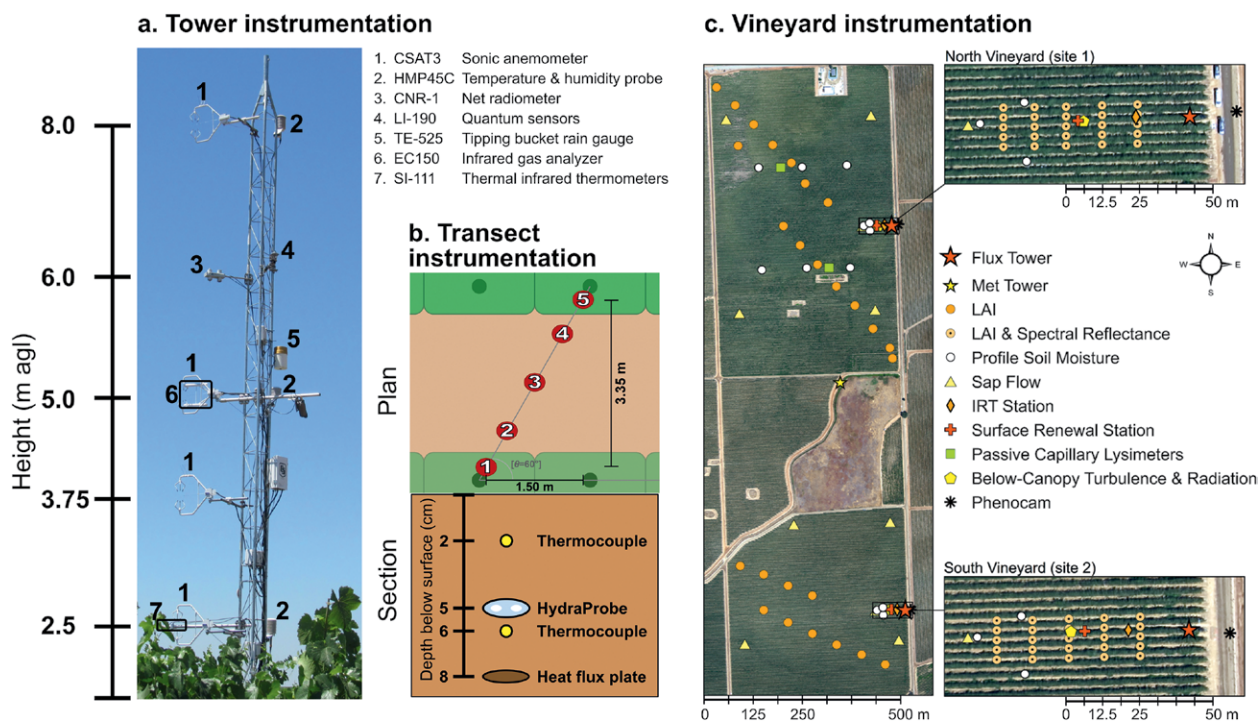 a. Tower instrumentation
1. CSAT3 Sonic anemometer
2. HMP45C Temperature & humidity probe
3. CNR-1 Net radiometer
4. LI-190 Quantum sensors
5. TE-525 Tipping bucket rain gauge
6. EC150 Infrared gas analyzer
7. SI-111 Thermal infrared thermometers
Height (m agl)
8.0
6.0
5.0
3.75
2.5
1
2
4
3
5
1
2
6
1
1
7
2
b. Transect
instrumentation
Plan
5
4
3
2
1
3.35 m
[θ=60°]
1.50 m
Section
Depth below surface (cm)
2 Thermocouple
5 HydraProbe
6 Thermocouple
8 Heat flux plate
c. Vineyard instrumentation
0 125 250 500 m
North Vineyard (site 1)
0 12.5 25 50 m
N
W E
S
Flux Tower
Met Tower
LAI
LAI & Spectral Reflectance
Profile Soil Moisture
Sap Flow
IRT Station
Surface Renewal Station
Passive Capillary Lysimeters
Below-Canopy Turbulence & Radiation
Phenocam
South Vineyard (site 2)
0 12.5 25 50 m